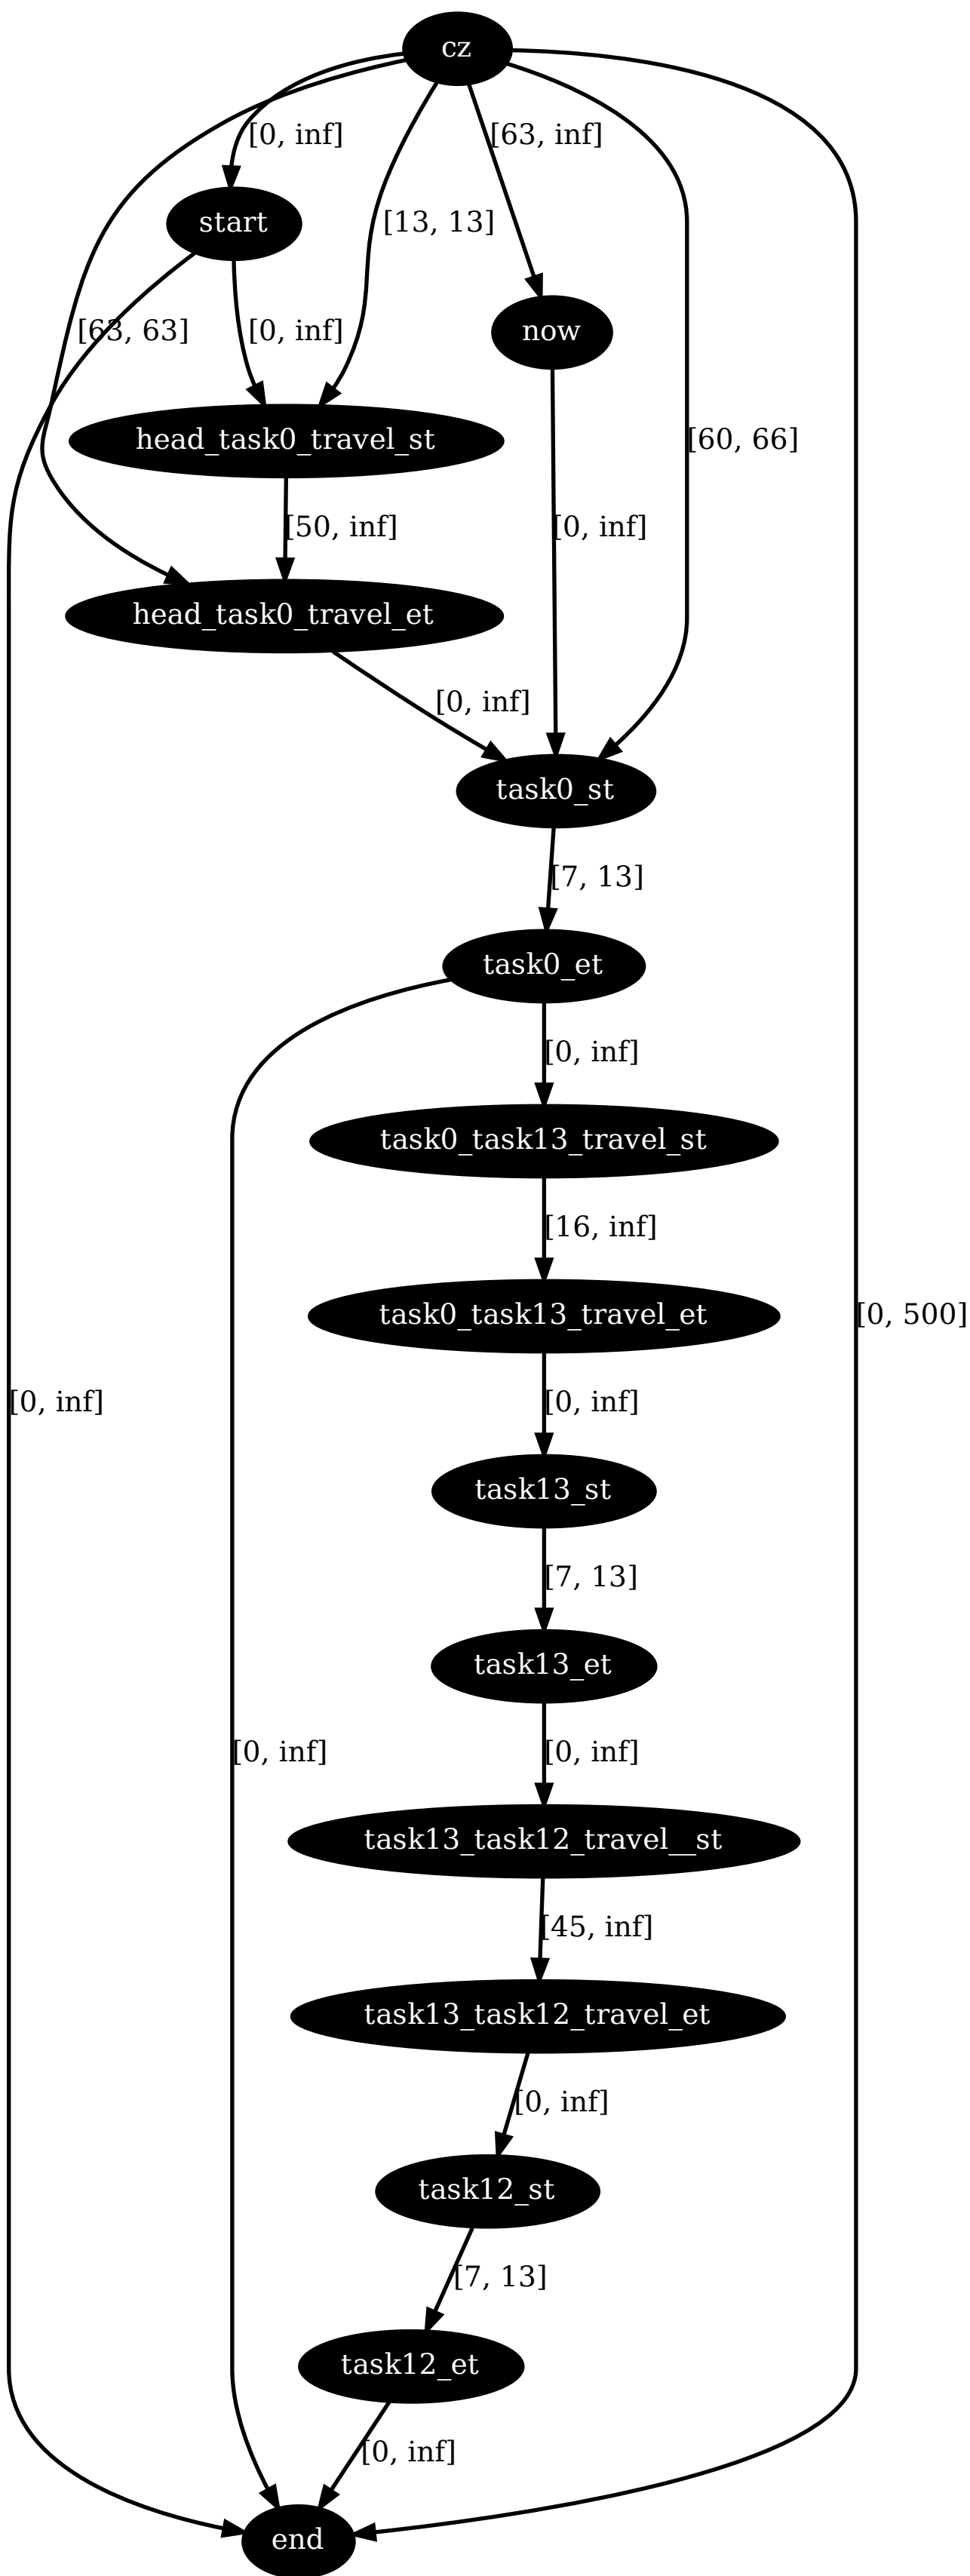 cz
[0, inf]
[63, inf]
start
[13, 13]
[63, 63]
[0, inf]
now
head_task0_travel_st
[60, 66]
[50, inf]
[0, inf]
head_task0_travel_et
[0, inf]
task0_st
[7, 13]
task0_et
[0, inf]
task0_task13_travel_st
[16, inf]
task0_task13_travel_et
[0, 500]
[0, inf]
[0, inf]
task13_st
[7, 13]
task13_et
[0, inf]
[0, inf]
task13_task12_travel__st
[45, inf]
task13_task12_travel_et
[0, inf]
task12_st
[7, 13]
task12_et
[0, inf]
end